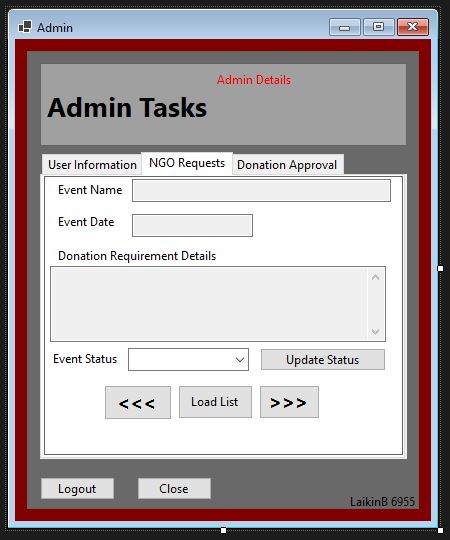 Admin
Admin Details
Admin Tasks
User Information NGO Requests Donation Approval
Event Name
Event Date
Donation Requirement Details
Event Status Update Status
<<< Load List >>>
Logout Close
LaikinB 6955